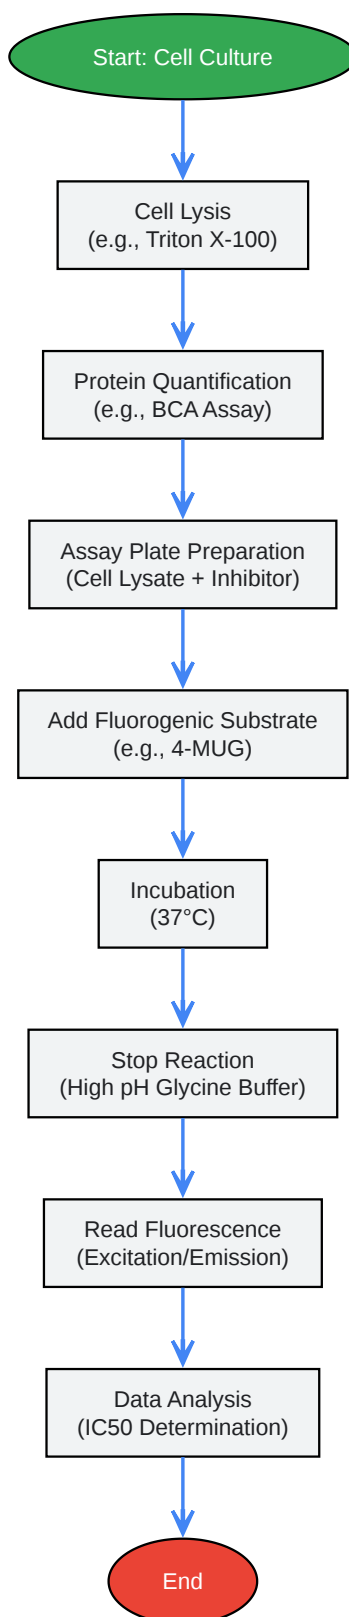 Start: Cell Culture
Cell Lysis
(e.g., Triton X-100)
Protein Quantification
(e.g., BCA Assay)
Assay Plate Preparation
(Cell Lysate + Inhibitor)
Add Fluorogenic Substrate
(e.g., 4-MUG)
Incubation
(37°C)
Stop Reaction
(High pH Glycine Buffer)
Read Fluorescence
(Excitation/Emission)
Data Analysis
(IC50 Determination)
End